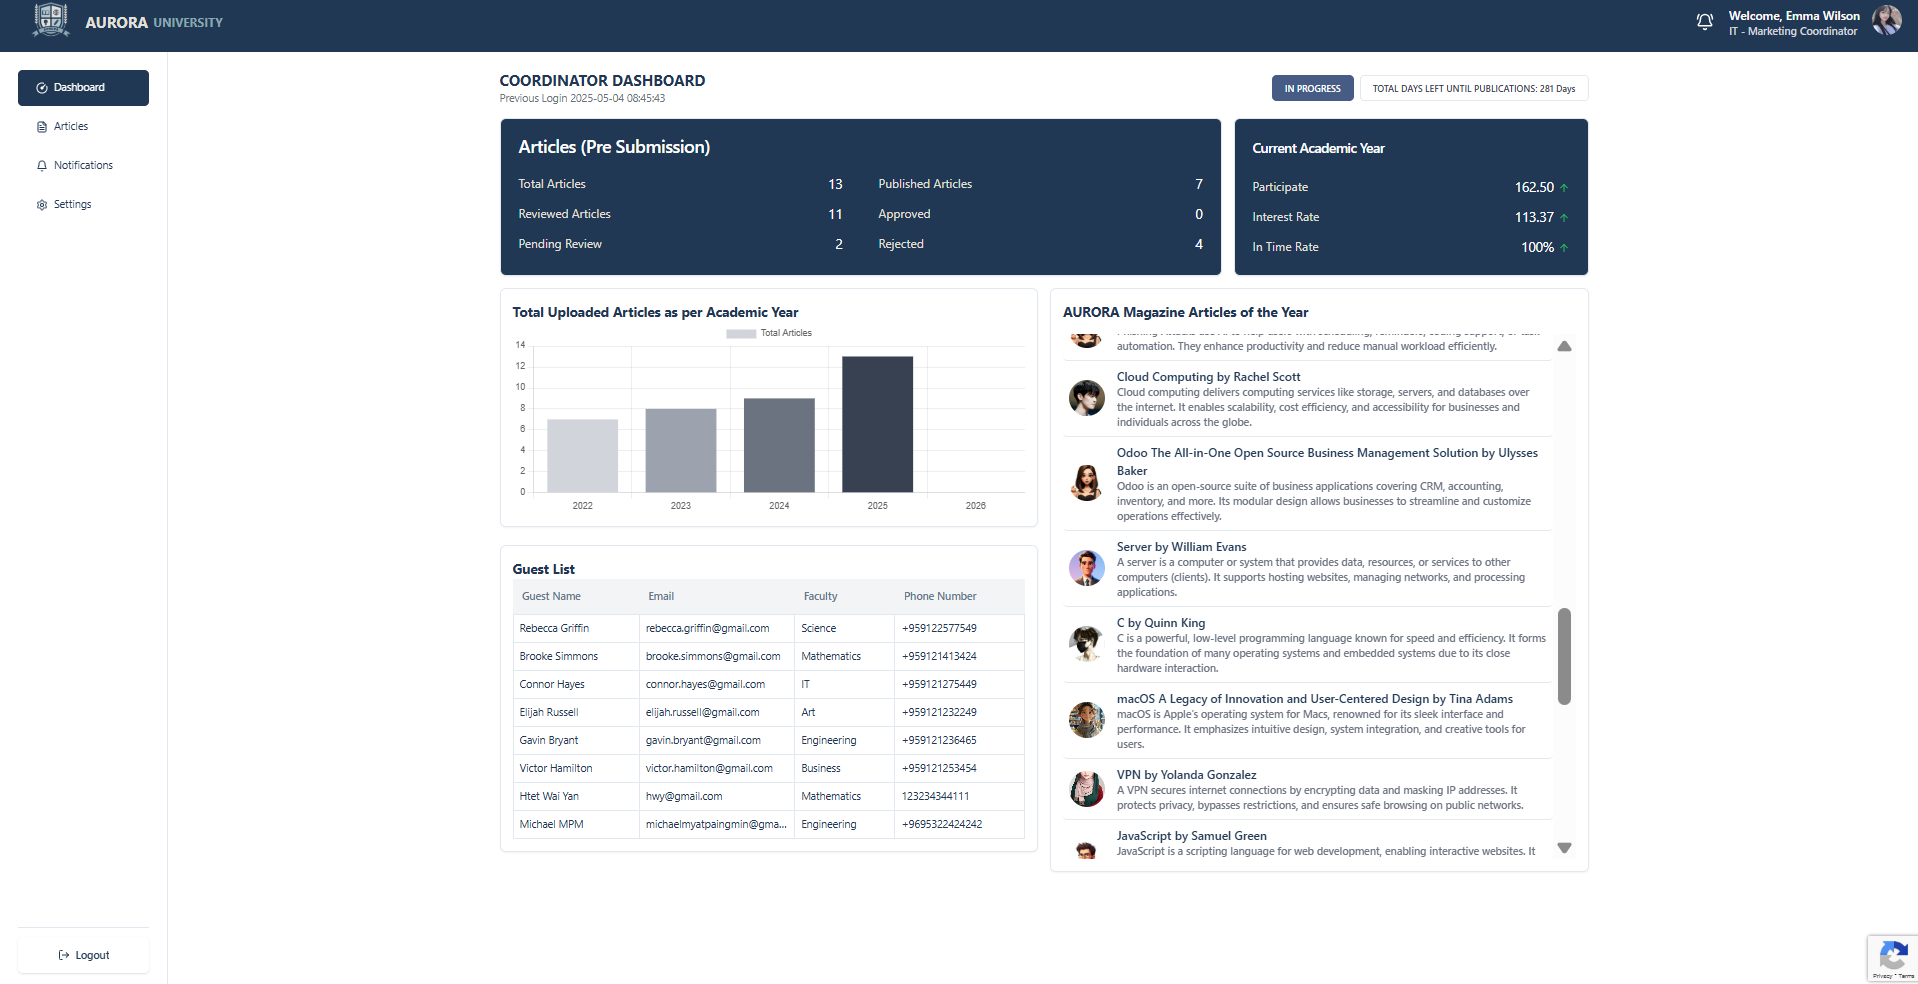 AURORA UNIVERSITY
Welcome, Emma Wilson
IT - Marketing Coordinator
Dashboard
Articles
Notifications
Settings
Logout
COORDINATOR DASHBOARD
Previous Login 2025-05-04 08:45:43
IN PROGRESS
TOTAL DAYS LEFT UNTIL PUBLICATIONS: 281 Days
Articles (Pre Submission)
Total Articles 13 Published Articles 7
Reviewed Articles 11 Approved 0
Pending Review 2 Rejected 4
Current Academic Year
Participate 162.50
Interest Rate 113.37
In Time Rate 100%
Total Uploaded Articles as per Academic Year
Total Articles
14
12
10
8
6
4
2
0
2022 2023 2024 2025 2026
Guest List
Guest Name Email Faculty Phone Number
Rebecca Griffin rebecca.griffin@gmail.com Science +959122577549
Brooke Simmons brooke.simmons@gmail.com Mathematics +959121413424
Connor Hayes connor.hayes@gmail.com IT +959121275449
Elijah Russell elijah.russell@gmail.com Art +959121232249
Gavin Bryant gavin.bryant@gmail.com Engineering +959121236465
Victor Hamilton victor.hamilton@gmail.com Business +959121253454
Htet Wai Yan hwy@gmail.com Mathematics 123234344111
Michael MPM michaelmyatpaingmin@gma... Engineering +9695322424242
AURORA Magazine Articles of the Year
automation. They enhance productivity and reduce manual workload efficiently.
Cloud Computing by Rachel Scott
Cloud computing delivers computing services like storage, servers, and databases over
the internet. It enables scalability, cost efficiency, and accessibility for businesses and
individuals across the globe.
Odoo The All-in-One Open Source Business Management Solution by Ulysses
Baker
Odoo is an open-source suite of business applications covering CRM, accounting,
inventory, and more. Its modular design allows businesses to streamline and customize
operations effectively.
Server by William Evans
A server is a computer or system that provides data, resources, or services to other
computers (clients). It supports hosting websites, managing networks, and processing
applications.
C by Quinn King
C is a powerful, low-level programming language known for speed and efficiency. It forms
the foundation of many operating systems and embedded systems due to its close
hardware interaction.
macOS A Legacy of Innovation and User-Centered Design by Tina Adams
macOS is Apple's operating system for Macs, renowned for its sleek interface and
performance. It emphasizes intuitive design, system integration, and creative tools for
users.
VPN by Yolanda Gonzalez
A VPN secures internet connections by encrypting data and masking IP addresses. It
protects privacy, bypasses restrictions, and ensures safe browsing on public networks.
JavaScript by Samuel Green
JavaScript is a scripting language for web development, enabling interactive websites. It
Privacy - Terms